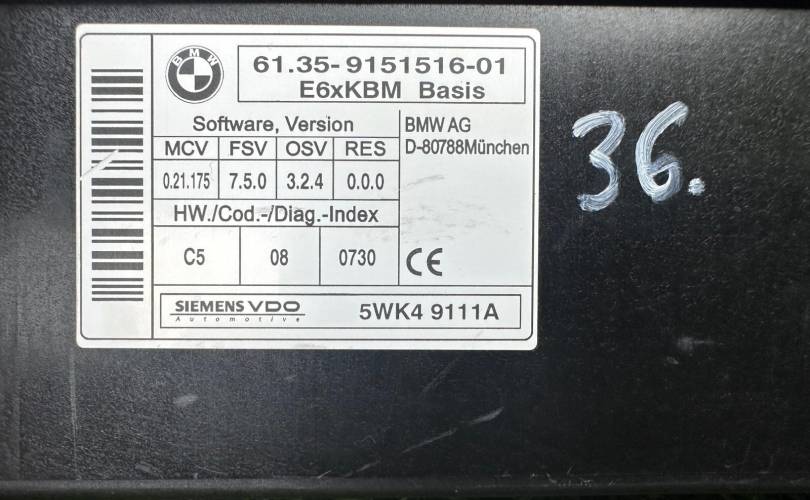 BMW
61.35-9151516-01
E6xKBM Basis
Software, Version
MCV FSV OSV RES
0.21.175 7.5.0 3.2.4 0.0.0
HW./Cod.-/Diag.-Index
C5 08 0730
BMW AG
D-80788München
CE
SIEMENS VDO
Automotive
5WK4 9111A
36.